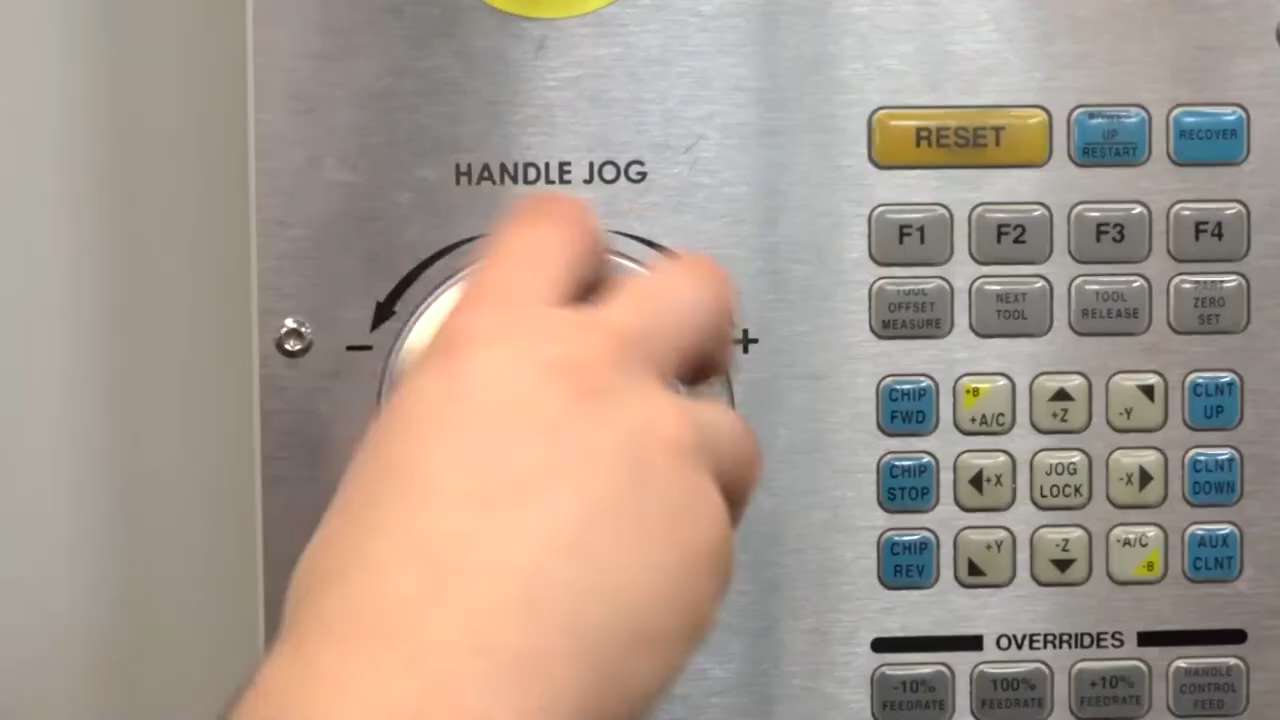 RESET
UP
RESTART
RECOVER
HANDLE JOG
F1 F2 F3 F4
TOOL
OFFSET
MEASURE
NEXT
TOOL
TOOL
RELEASE
PART
ZERO
SET
- +
CHIP
FWD
+B
+A/C
+Z
-Y
CLNT
UP
CHIP
STOP
+X
JOG
LOCK
-X
CLNT
DOWN
CHIP
REV
+Y
-Z
-A/C
-B
AUX
CLNT
OVERRIDES
-10%
FEEDRATE
100%
FEEDRATE
+10%
FEEDRATE
HANDLE
CONTROL
FEED